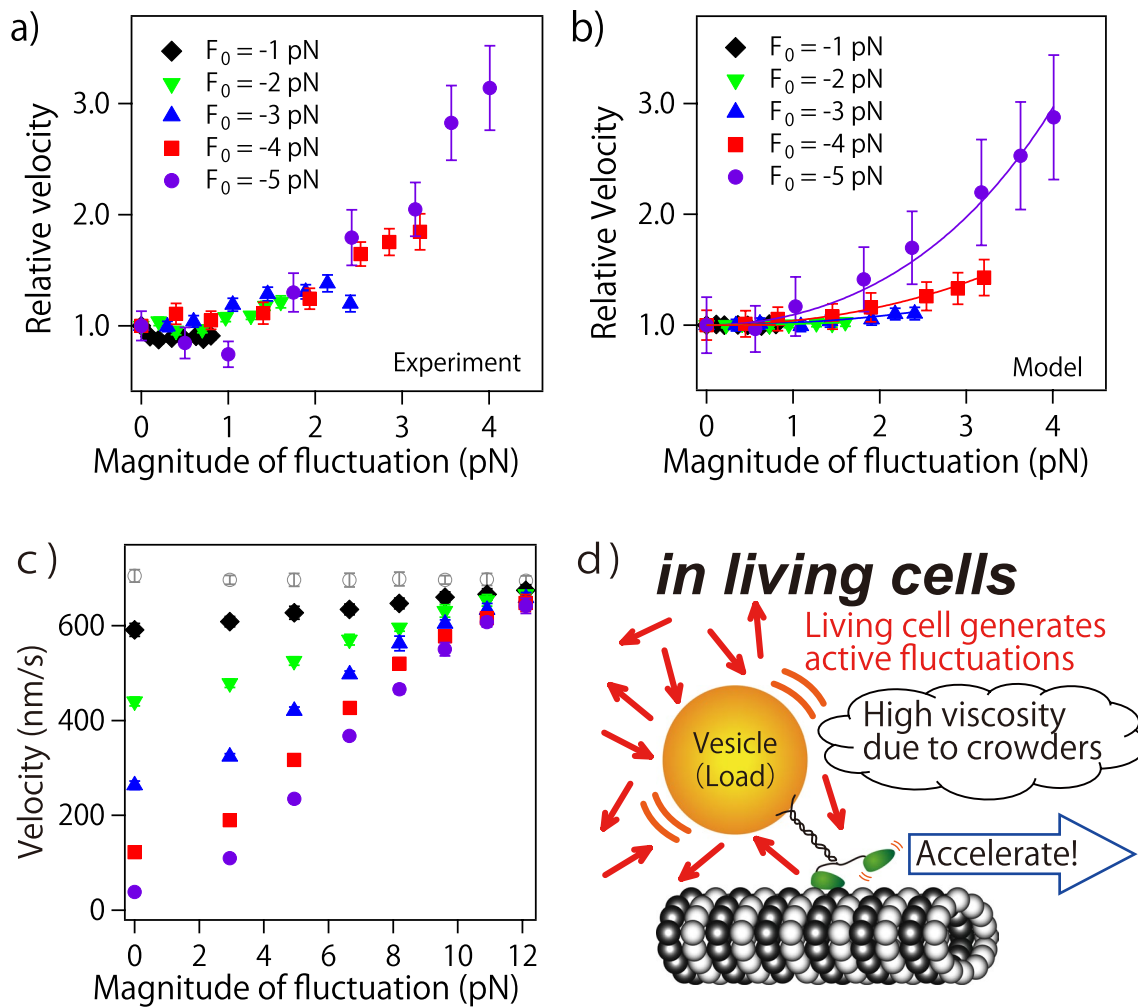 a)
F0 = -1 pN
F0 = -2 pN
F0 = -3 pN
F0 = -4 pN
F0 = -5 pN
3.0
2.0
1.0
Relative velocity
Experiment
0 1 2 3 4
Magnitude of fluctuation (pN)
b)
F0 = -1 pN
F0 = -2 pN
F0 = -3 pN
F0 = -4 pN
F0 = -5 pN
3.0
2.0
1.0
Relative Velocity
Model
0 1 2 3 4
Magnitude of fluctuation (pN)
c)
600
400
200
0
Velocity (nm/s)
0 2 4 6 8 10 12
Magnitude of fluctuation (pN)
d)
in living cells
Living cell generates
active fluctuations
High viscosity
due to crowders
Vesicle
(Load)
Accelerate!